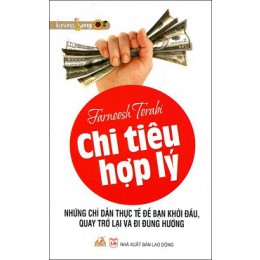 Farnoosh Torabi
Chi tiêu
hợp lý
NHỮNG CHỈ DẪN THỰC TẾ ĐỂ BẠN KHỞI ĐẦU,
QUAY TRỞ LẠI VÀ ĐI ĐÚNG HƯỚNG
NHÀ XUẤT BẢN LAO ĐỘNG